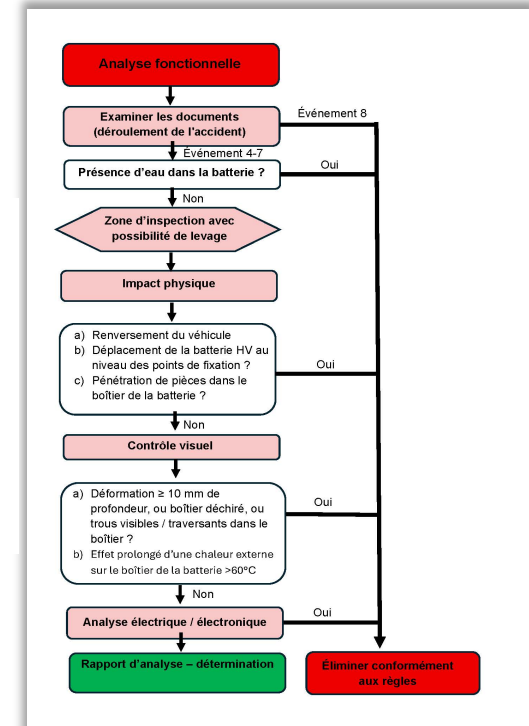 Analyse fonctionnelle
Examiner les documents
(déroulement de l'accident)
Événement 8
Événement 4-7
Présence d'eau dans la batterie ?
Oui
Non
Zone d'inspection avec
possibilité de levage
Impact physique
a) Renversement du véhicule
b) Déplacement de la batterie HV au
niveau des points de fixation ?
c) Pénétration de pièces dans le
boîtier de la batterie ?
Oui
Non
Contrôle visuel
a) Déformation ≥ 10 mm de
profondeur, ou boîtier déchiré, ou
trous visibles / traversants dans le
boîtier ?
b) Effet prolongé d'une chaleur externe
sur le boîtier de la batterie >60°C
Oui
Non
Analyse électrique / électronique
Oui
Rapport d'analyse – détermination
Éliminer conformément
aux règles